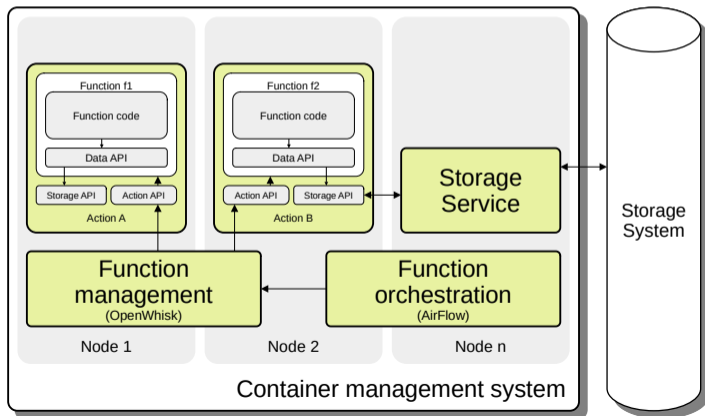 Function f1
Function code
Data API
Storage API
Action API
Action A
Function f2
Function code
Data API
Action API
Storage API
Action B
Storage
Service
Storage
System
Function
management
(OpenWhisk)
Function
orchestration
(AirFlow)
Node 1
Node 2
Node n
Container management system